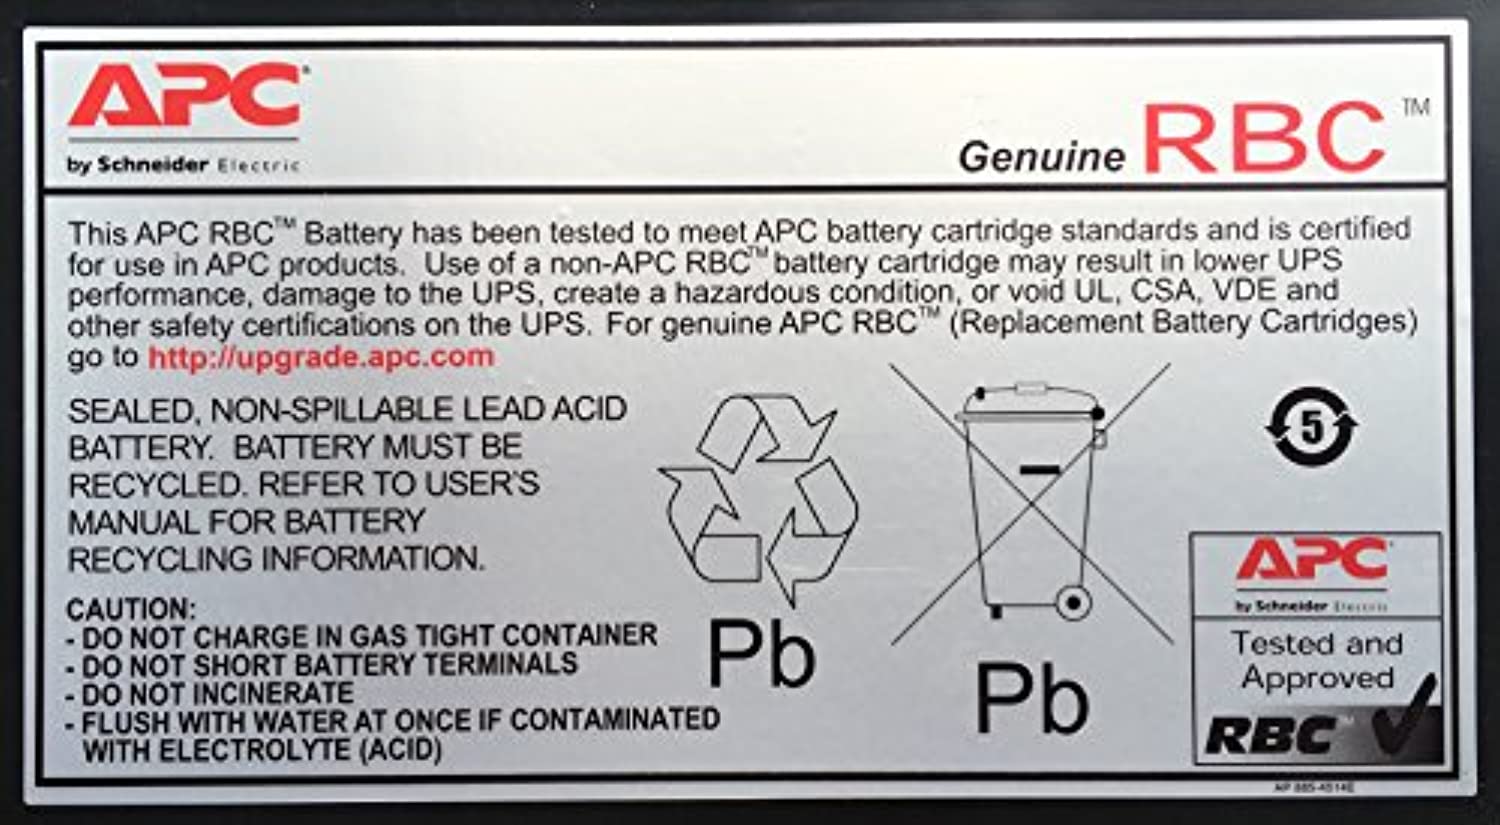 APC
by Schneider Electric
Genuine RBC™
This APC RBC™ Battery has been tested to meet APC battery cartridge standards and is certified
for use in APC products. Use of a non-APC RBC™ battery cartridge may result in lower UPS
performance, damage to the UPS, create a hazardous condition, or void UL, CSA, VDE and
other safety certifications on the UPS. For genuine APC RBC™ (Replacement Battery Cartridges)
go to http://upgrade.apc.com
SEALED, NON-SPILLABLE LEAD ACID
BATTERY. BATTERY MUST BE
RECYCLED. REFER TO USER'S
MANUAL FOR BATTERY
RECYCLING INFORMATION.
CAUTION:
- DO NOT CHARGE IN GAS TIGHT CONTAINER
- DO NOT SHORT BATTERY TERMINALS
- DO NOT INCINERATE
- FLUSH WITH WATER AT ONCE IF CONTAMINATED
WITH ELECTROLYTE (ACID)
Pb
Pb
5
APC
by Schneider Electric
Tested and
Approved
RBC™